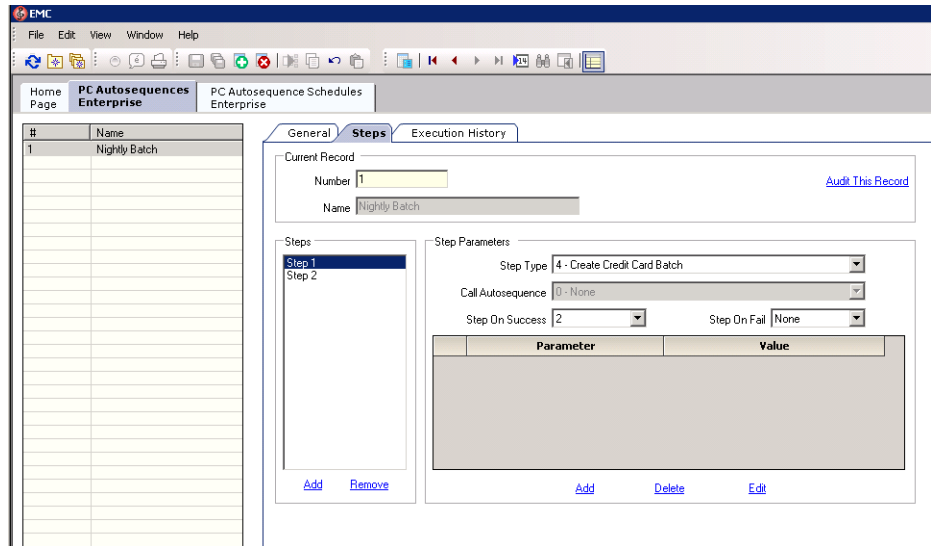 EMC
File Edit View Window Help
Home Page
PC Autosequences Enterprise
PC Autosequence Schedules Enterprise
# Name
1 Nightly Batch
General Steps Execution History
Current Record
Number 1
Audit This Record
Name Nightly Batch
Steps
Step 1
Step 2
Add Remove
Step Parameters
Step Type 4 - Create Credit Card Batch
Call Autosequence 0 - None
Step On Success 2 Step On Fail None
Parameter Value
Add Delete Edit